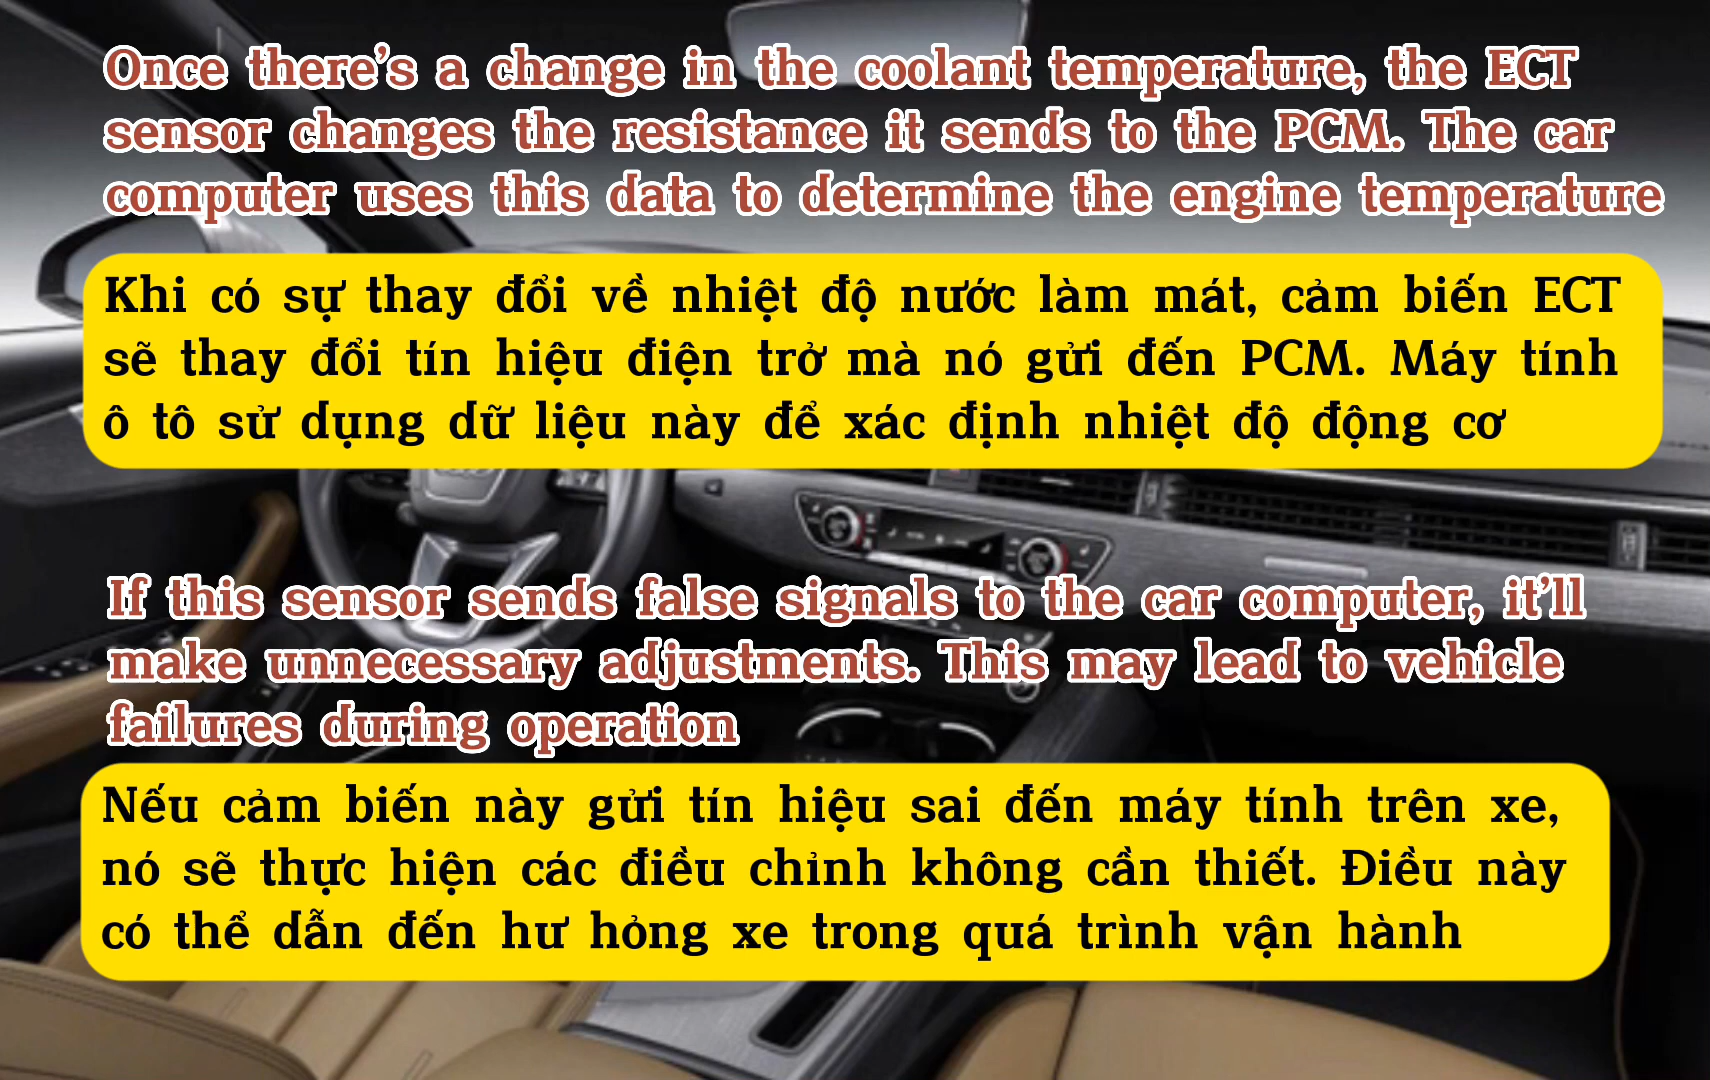 Once there’s a change in the coolant temperature, the ECT
sensor changes the resistance it sends to the PCM. The car
computer uses this data to determine the engine temperature
Khi có sự thay đổi về nhiệt độ nước làm mát, cảm biến ECT
sẽ thay đổi tín hiệu điện trở mà nó gửi đến PCM. Máy tính
ô tô sử dụng dữ liệu này để xác định nhiệt độ động cơ
If this sensor sends false signals to the car computer, it’ll
make unnecessary adjustments. This may lead to vehicle
failures during operation
Nếu cảm biến này gửi tín hiệu sai đến máy tính trên xe,
nó sẽ thực hiện các điều chỉnh không cần thiết. Điều này
có thể dẫn đến hư hỏng xe trong quá trình vận hành